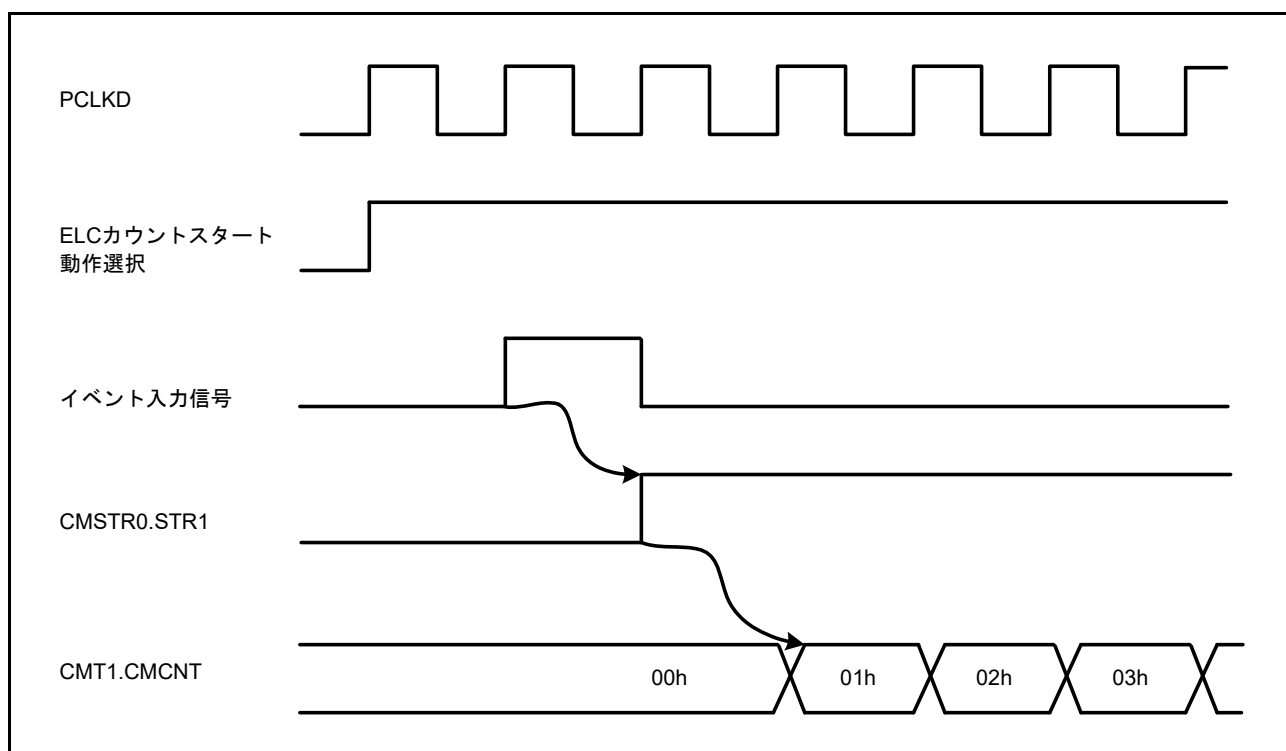 PCLKD
ELCカウントスタート
動作選択
イベント入力信号
CMSTR0.STR1
CMT1.CMCNT
00h
01h
02h
03h